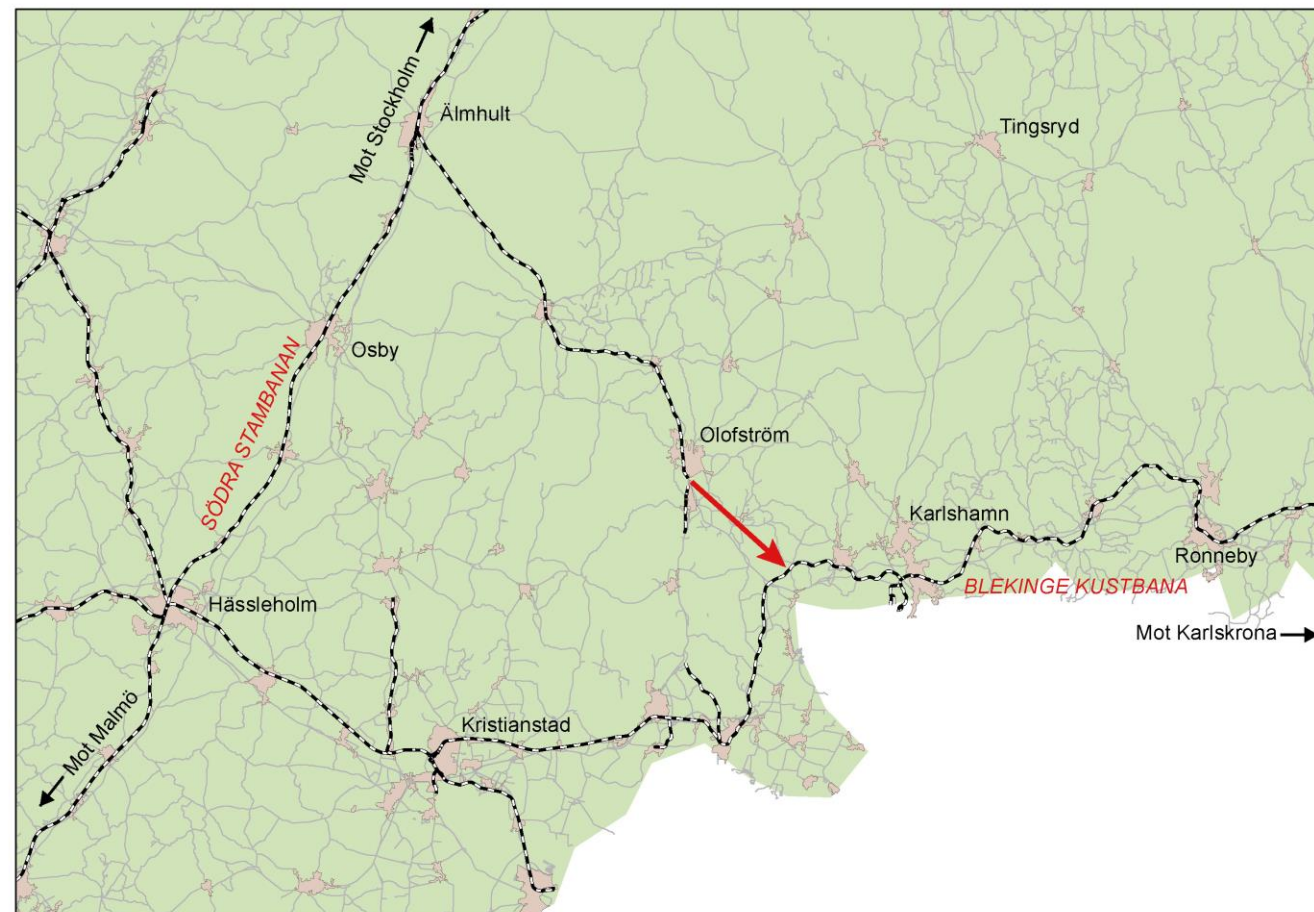 Mot Stockholm
Älmhult
Tingsryd
SÖDRA STAMBANAN
Osby
Olofström
Karlshamn
Ronneby
BLEKINGE KUSTBANA
Hässleholm
Mot Karlskrona
Mot Malmö
Kristianstad